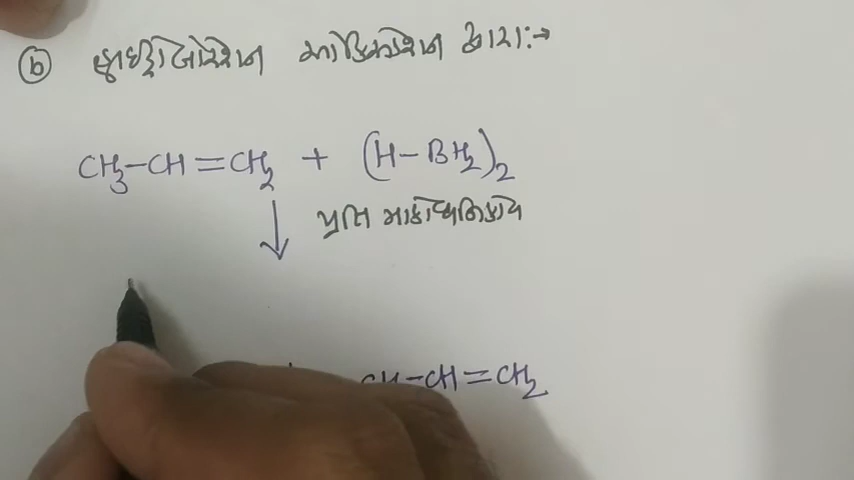 ⓑ હાઇડ્રોબોરેશન ઓક્સિડેશન દ્વારા:→
CH₃–CH=CH₂ + (H–BH₂)₂
↓ પ્રતિ માર્કોવનિકોવ
CH–CH=CH₂